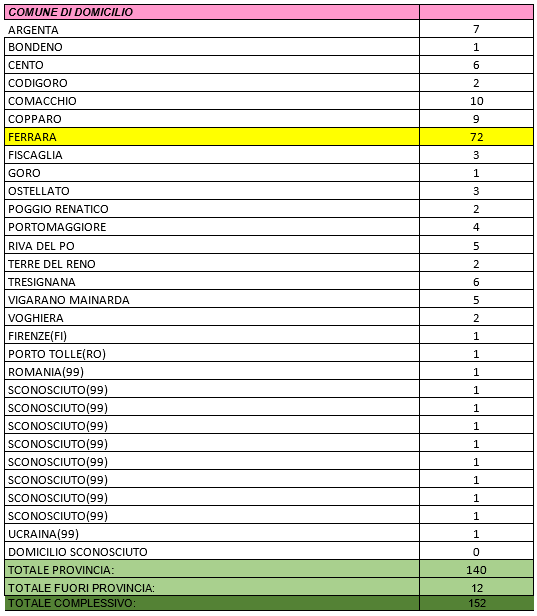 COMUNE DI DOMICILIO
ARGENTA 7
BONDENO 1
CENTO 6
CODIGORO 2
COMACCHIO 10
COPPARO 9
FERRARA 72
FISCAGLIA 3
GORO 1
OSTELLATO 3
POGGIO RENATICO 2
PORTOMAGGIORE 4
RIVA DEL PO 5
TERRE DEL RENO 2
TRESIGNANA 6
VIGARANO MAINARDA 5
VOGHIERA 2
FIRENZE(FI) 1
PORTO TOLLE(RO) 1
ROMANIA(99) 1
SCONOSCIUTO(99) 1
SCONOSCIUTO(99) 1
SCONOSCIUTO(99) 1
SCONOSCIUTO(99) 1
SCONOSCIUTO(99) 1
SCONOSCIUTO(99) 1
SCONOSCIUTO(99) 1
SCONOSCIUTO(99) 1
UCRAINA(99) 1
DOMICILIO SCONOSCIUTO 0
TOTALE PROVINCIA: 140
TOTALE FUORI PROVINCIA: 12
TOTALE COMPLESSIVO: 152